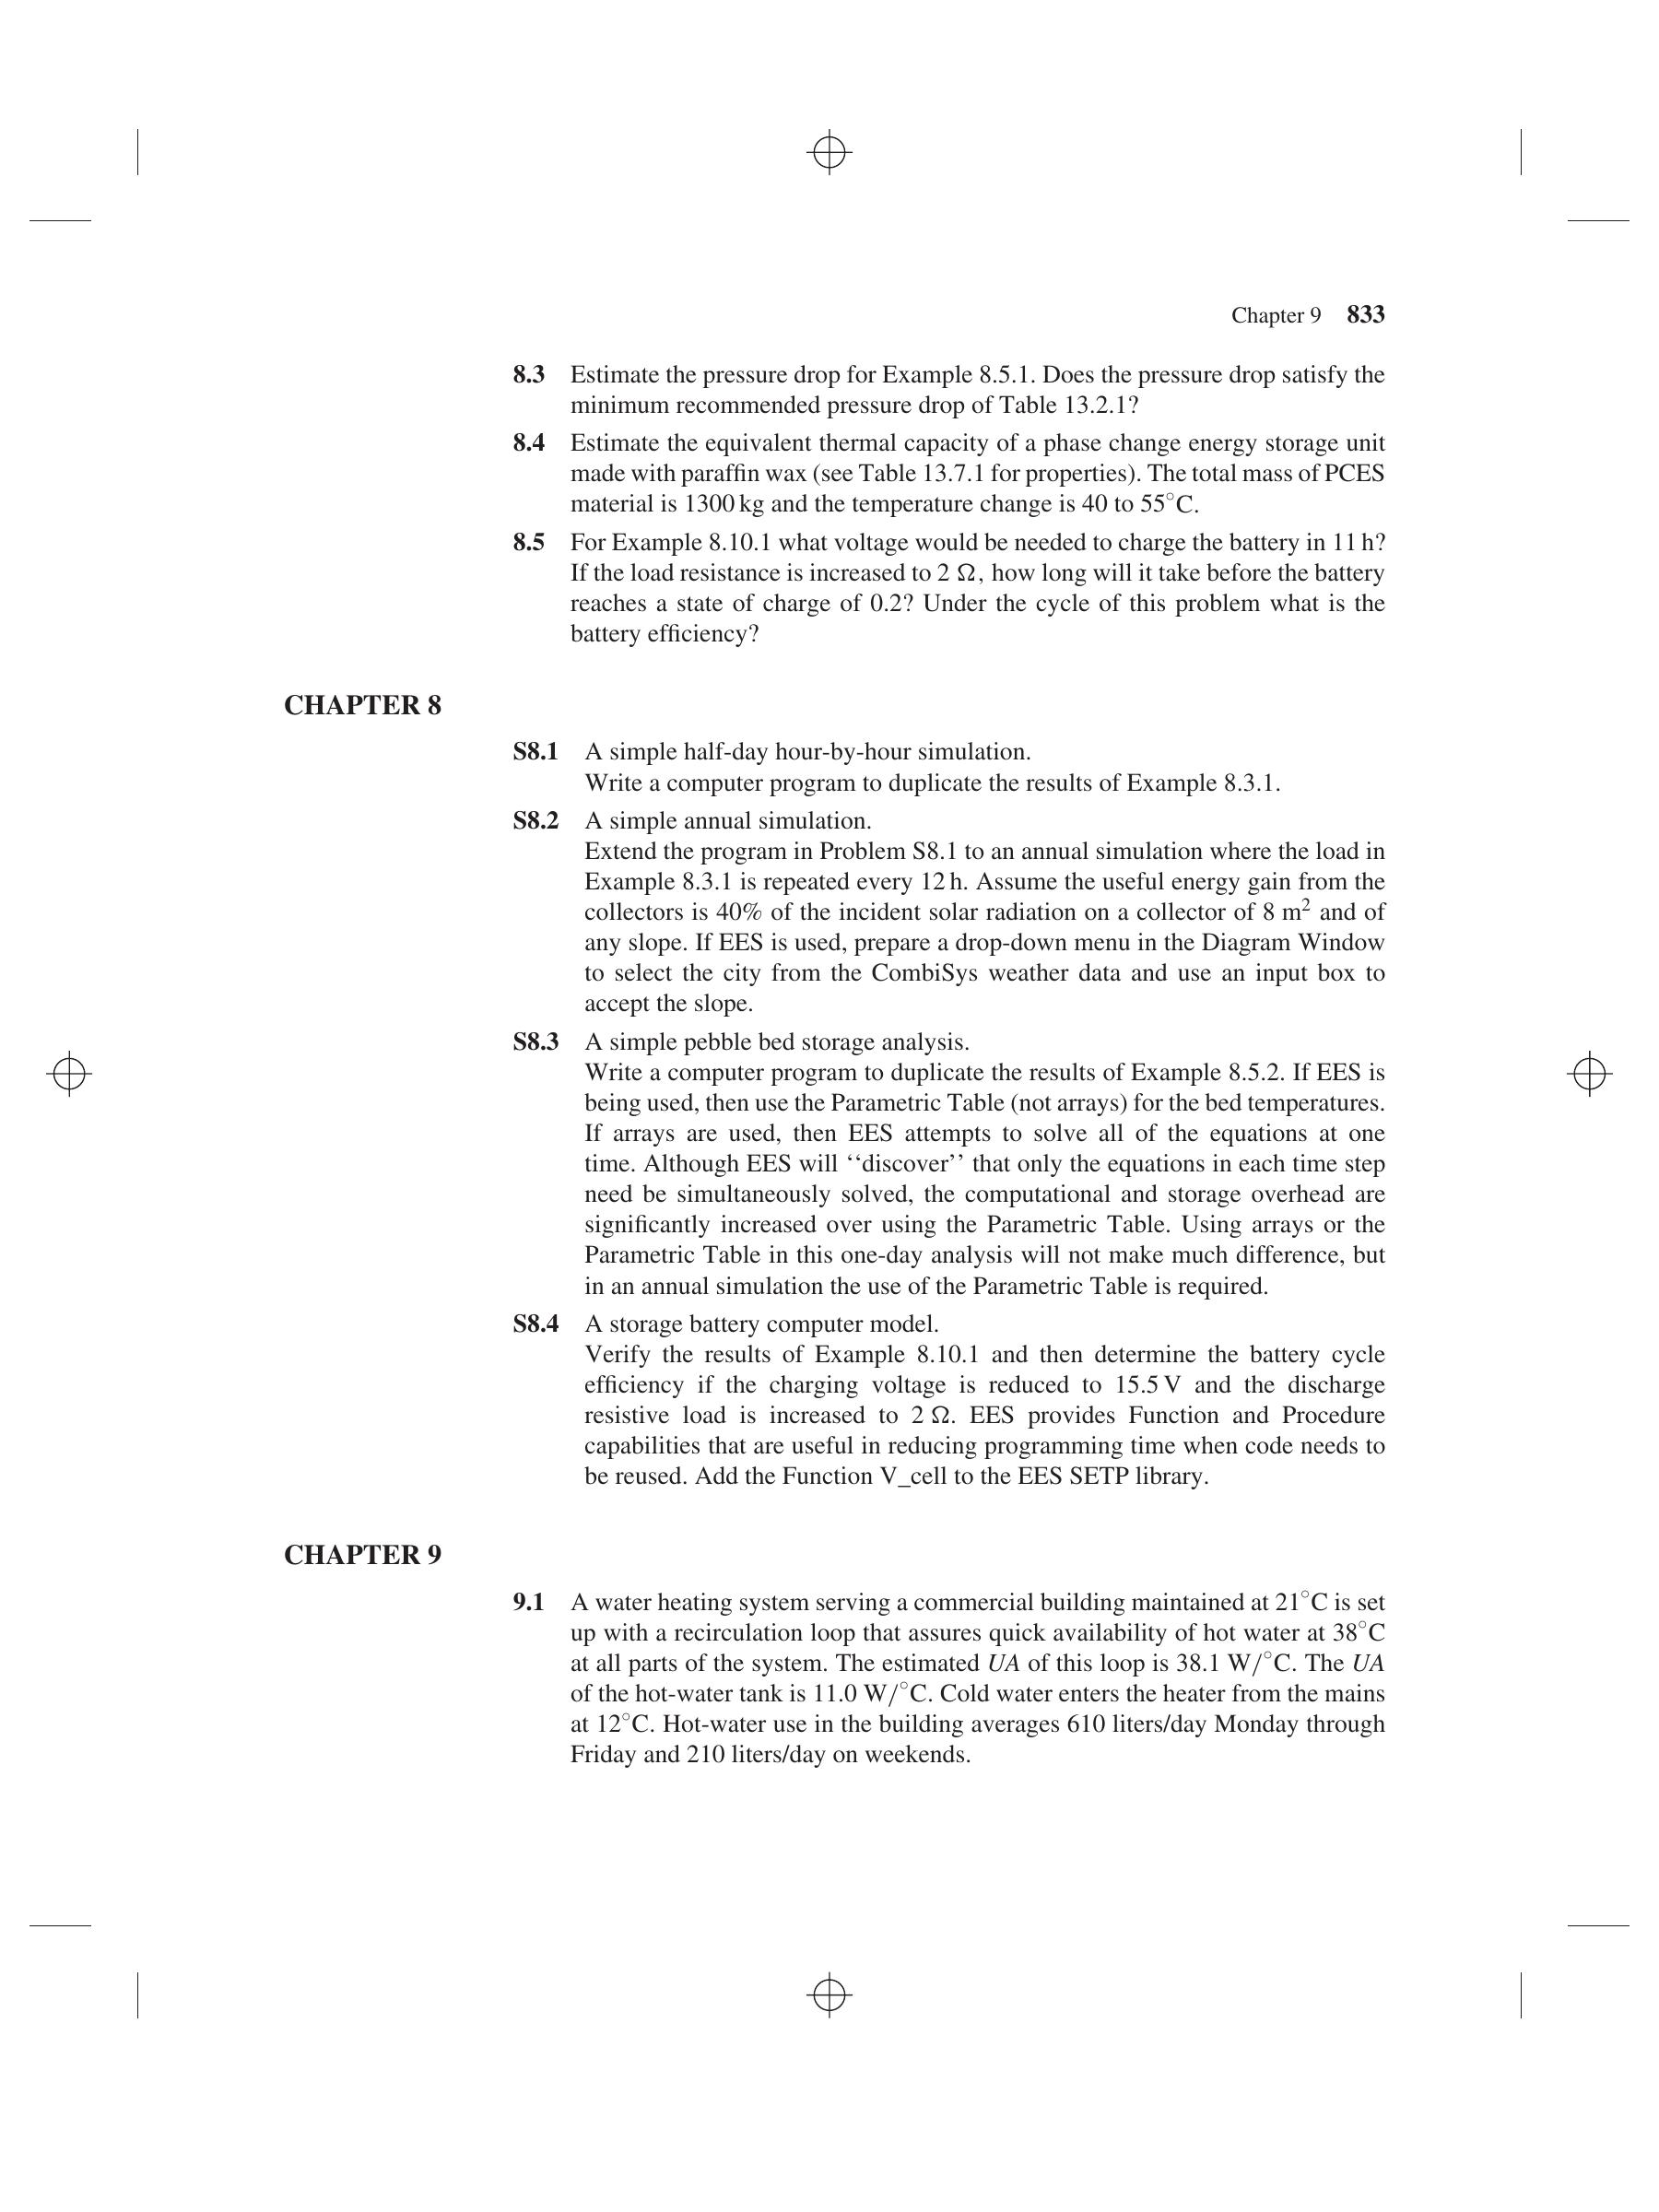 Chapter 9 833
8.3 Estimate the pressure drop for Example 8.5.1. Does the pressure drop satisfy the
minimum recommended pressure drop of Table 13.2.1?
8.4 Estimate the equivalent thermal capacity of a phase change energy storage unit
made with paraffin wax (see Table 13.7.1 for properties). The total mass of PCES
material is 1300 kg and the temperature change is 40 to 55°C.
8.5 For Example 8.10.1 what voltage would be needed to charge the battery in 11 h?
If the load resistance is increased to 2 Ω, how long will it take before the battery
reaches a state of charge of 0.2? Under the cycle of this problem what is the
battery efficiency?
CHAPTER 8
S8.1 A simple half-day hour-by-hour simulation.
Write a computer program to duplicate the results of Example 8.3.1.
S8.2 A simple annual simulation.
Extend the program in Problem S8.1 to an annual simulation where the load in
Example 8.3.1 is repeated every 12 h. Assume the useful energy gain from the
collectors is 40% of the incident solar radiation on a collector of 8 m² and of
any slope. If EES is used, prepare a drop-down menu in the Diagram Window
to select the city from the CombiSys weather data and use an input box to
accept the slope.
S8.3 A simple pebble bed storage analysis.
Write a computer program to duplicate the results of Example 8.5.2. If EES is
being used, then use the Parametric Table (not arrays) for the bed temperatures.
If arrays are used, then EES attempts to solve all of the equations at one
time. Although EES will ‘‘discover’’ that only the equations in each time step
need be simultaneously solved, the computational and storage overhead are
significantly increased over using the Parametric Table. Using arrays or the
Parametric Table in this one-day analysis will not make much difference, but
in an annual simulation the use of the Parametric Table is required.
S8.4 A storage battery computer model.
Verify the results of Example 8.10.1 and then determine the battery cycle
efficiency if the charging voltage is reduced to 15.5 V and the discharge
resistive load is increased to 2 Ω. EES provides Function and Procedure
capabilities that are useful in reducing programming time when code needs to
be reused. Add the Function V_cell to the EES SETP library.
CHAPTER 9
9.1 A water heating system serving a commercial building maintained at 21°C is set
up with a recirculation loop that assures quick availability of hot water at 38°C
at all parts of the system. The estimated UA of this loop is 38.1 W/°C. The UA
of the hot-water tank is 11.0 W/°C. Cold water enters the heater from the mains
at 12°C. Hot-water use in the building averages 610 liters/day Monday through
Friday and 210 liters/day on weekends.